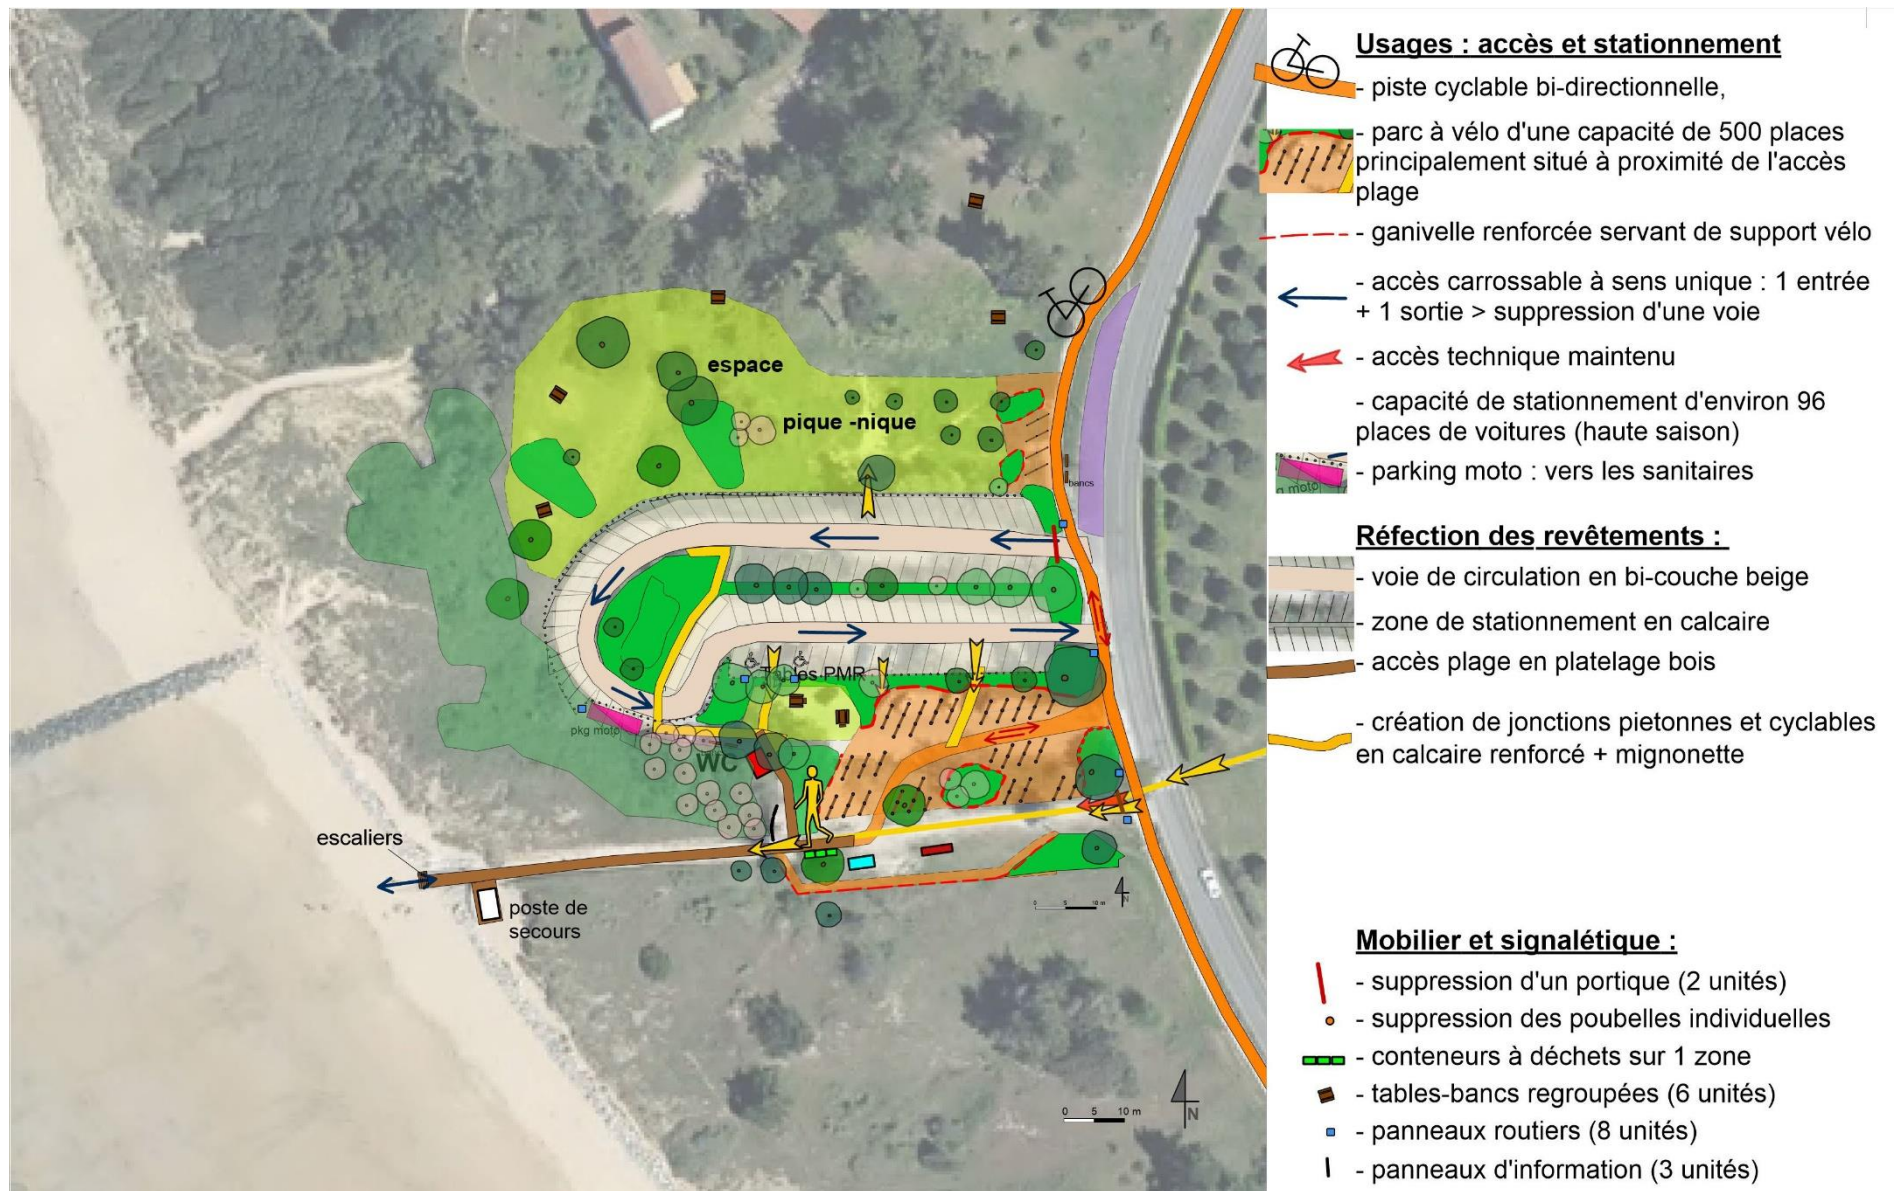 Usages : accès et stationnement
- piste cyclable bi-directionnelle,
- parc à vélo d'une capacité de 500 places
principalement situé à proximité de l'accès
plage
- ganivelle renforcée servant de support vélo
- accès carrossable à sens unique : 1 entrée
+ 1 sortie > suppression d'une voie
- accès technique maintenu
- capacité de stationnement d'environ 96
places de voitures (haute saison)
- parking moto : vers les sanitaires
moto
Réfection des revêtements :
- voie de circulation en bi-couche beige
- zone de stationnement en calcaire
- accès plage en platelage bois
- création de jonctions pietonnes et cyclables
en calcaire renforcé + mignonette
Mobilier et signalétique :
- suppression d'un portique (2 unités)
- suppression des poubelles individuelles
- conteneurs à déchets sur 1 zone
- tables-bancs regroupées (6 unités)
- panneaux routiers (8 unités)
- panneaux d'information (3 unités)
espace
pique -nique
bancs
PMR
pkg moto
WC
escaliers
poste de
secours
0 5 10 m
N
0 5 10 m
N